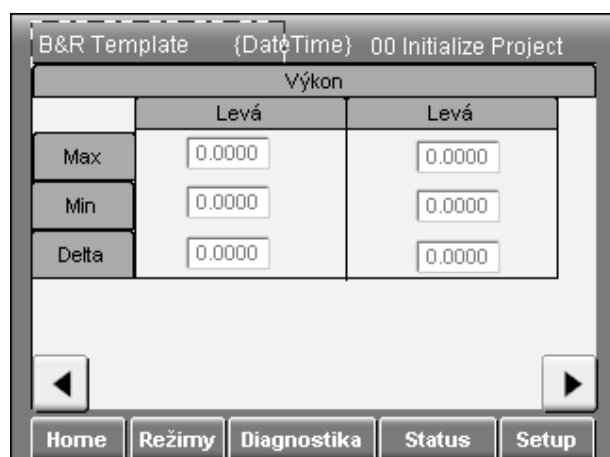 B&R Template {DateTime} 00 Initialize Project
Výkon
Levá Levá
Max 0.0000 0.0000
Min 0.0000 0.0000
Delta 0.0000 0.0000
Home Režimy Diagnostika Status Setup